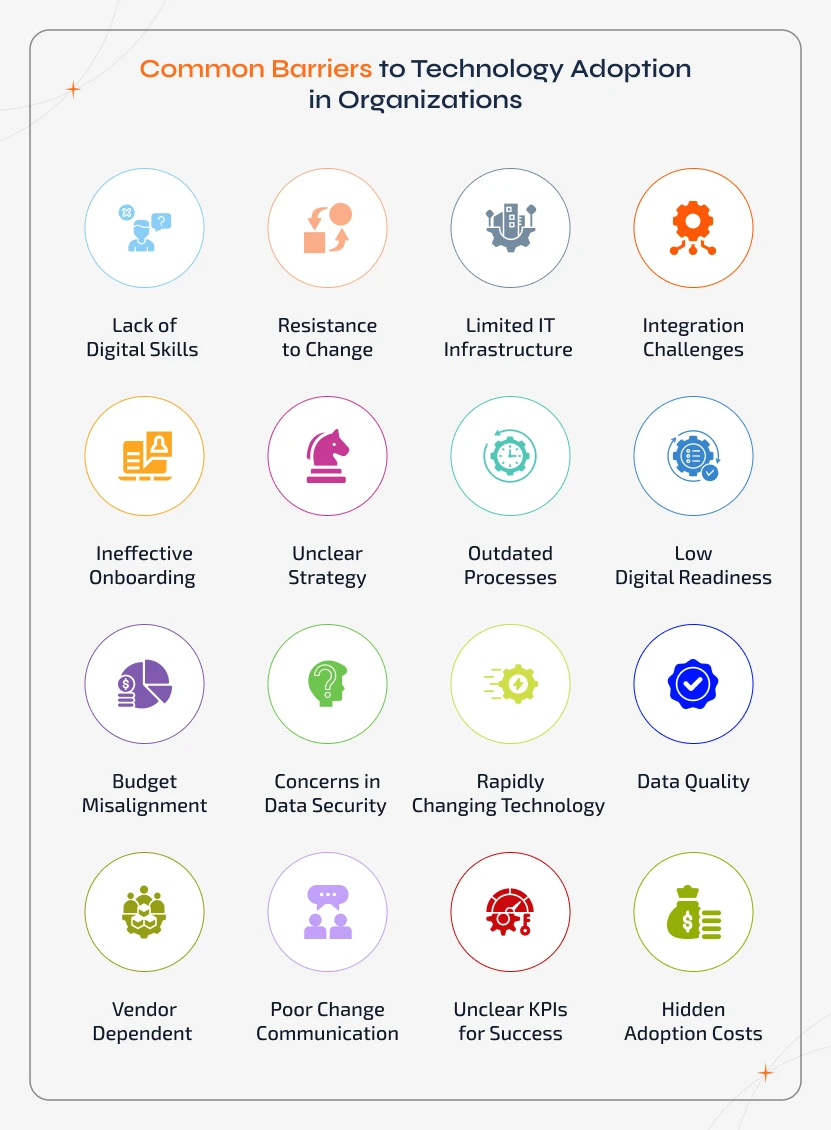 Common Barriers to Technology Adoption
in Organizations
Lack of
Digital Skills
Resistance
to Change
Limited IT
Infrastructure
Integration
Challenges
Ineffective
Onboarding
Unclear
Strategy
Outdated
Processes
Low
Digital Readiness
Budget
Misalignment
Concerns in
Data Security
Rapidly
Changing Technology
Data Quality
Vendor
Dependent
Poor Change
Communication
Unclear KPIs
for Success
Hidden
Adoption Costs